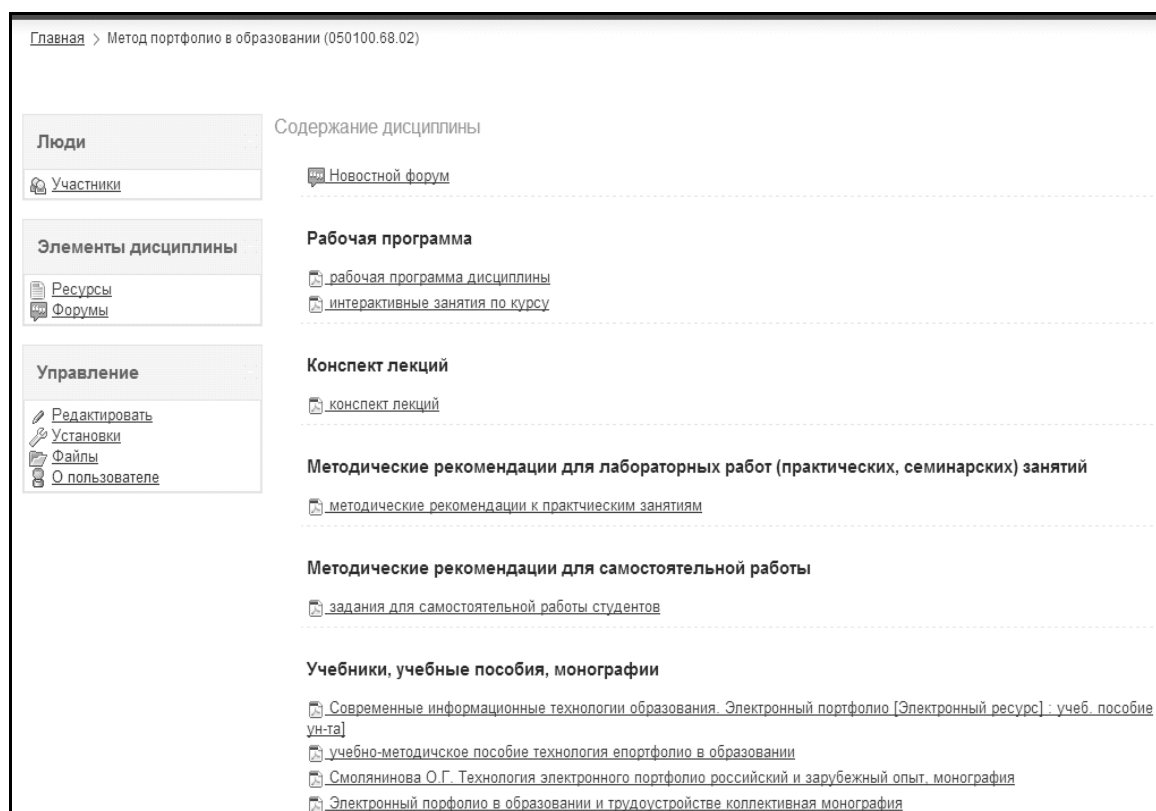 Главная > Метод портфолио в образовании (050100.68.02)
Люди
Участники
Элементы дисциплины
Ресурсы
Форумы
Управление
Редактировать
Установки
Файлы
О пользователе
Содержание дисциплины
Новостной форум
Рабочая программа
рабочая программа дисциплины
интерактивные занятия по курсу
Конспект лекций
конспект лекций
Методические рекомендации для лабораторных работ (практических, семинарских) занятий
методические рекомендации к практчиеским занятиям
Методические рекомендации для самостоятельной работы
задания для самостоятельной работы студентов
Учебники, учебные пособия, монографии
Современные информационные технологии образования. Электронный портфолио [Электронный ресурс] : учеб. пособие
ун-та]
учебно-методичское пособие технология епортфолио в образовании
Смолянинова О.Г. Технология электронного портфолио российский и зарубежный опыт, монография
Электронный порфолио в образовании и трудоустройстве коллективная монография